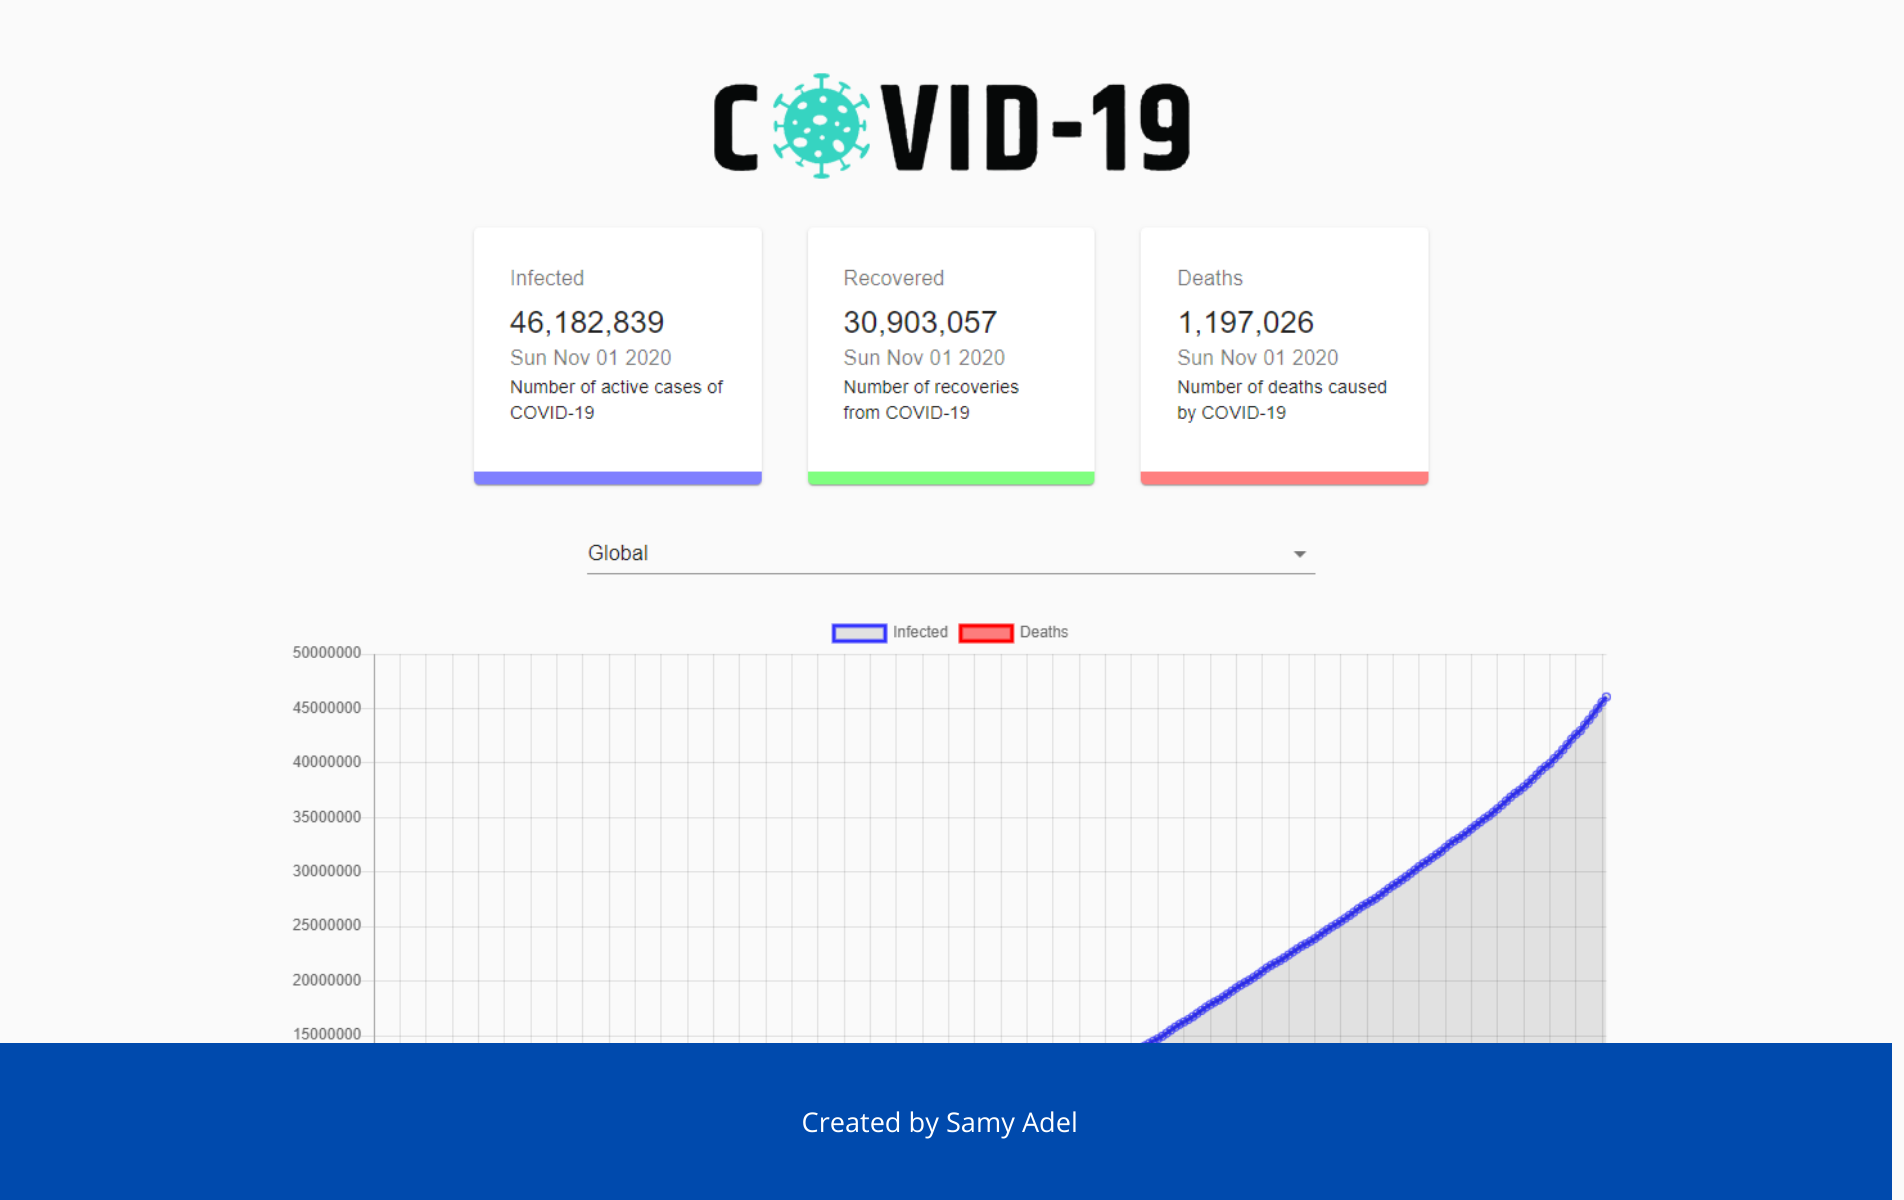 COVID-19
Infected
46,182,839
Sun Nov 01 2020
Number of active cases of
COVID-19
Recovered
30,903,057
Sun Nov 01 2020
Number of recoveries
from COVID-19
Deaths
1,197,026
Sun Nov 01 2020
Number of deaths caused
by COVID-19
Global
Infected
Deaths
50000000
45000000
40000000
35000000
30000000
25000000
20000000
15000000
Created by Samy Adel